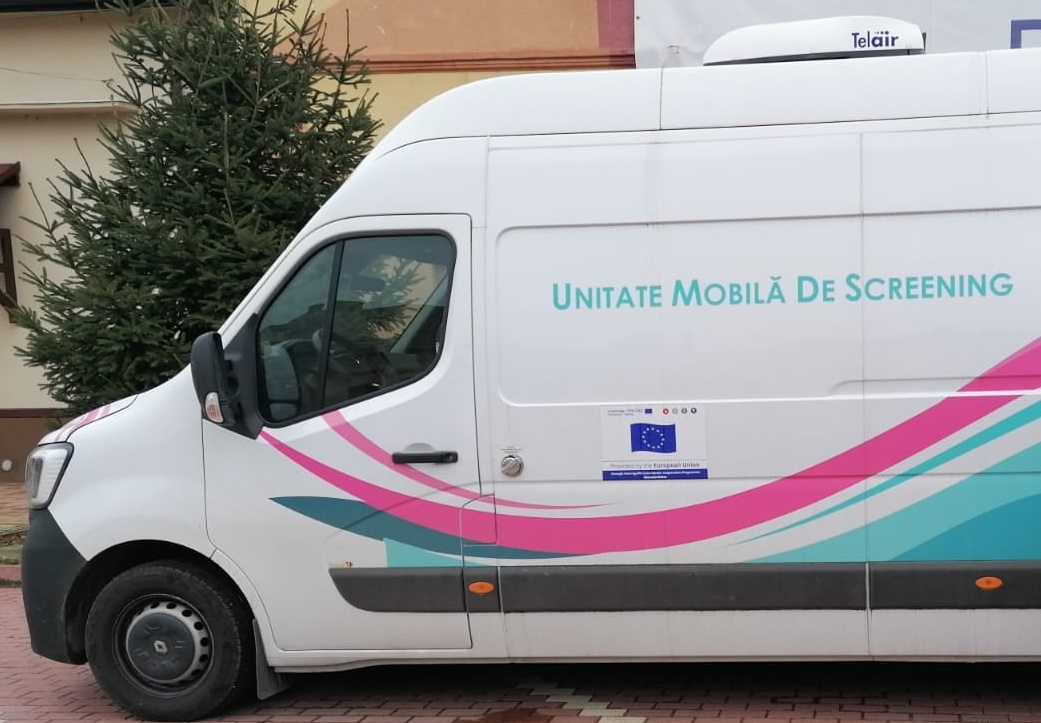 Telair
UNITATE MOBILĂ DE SCREENING
Provided by the European Union